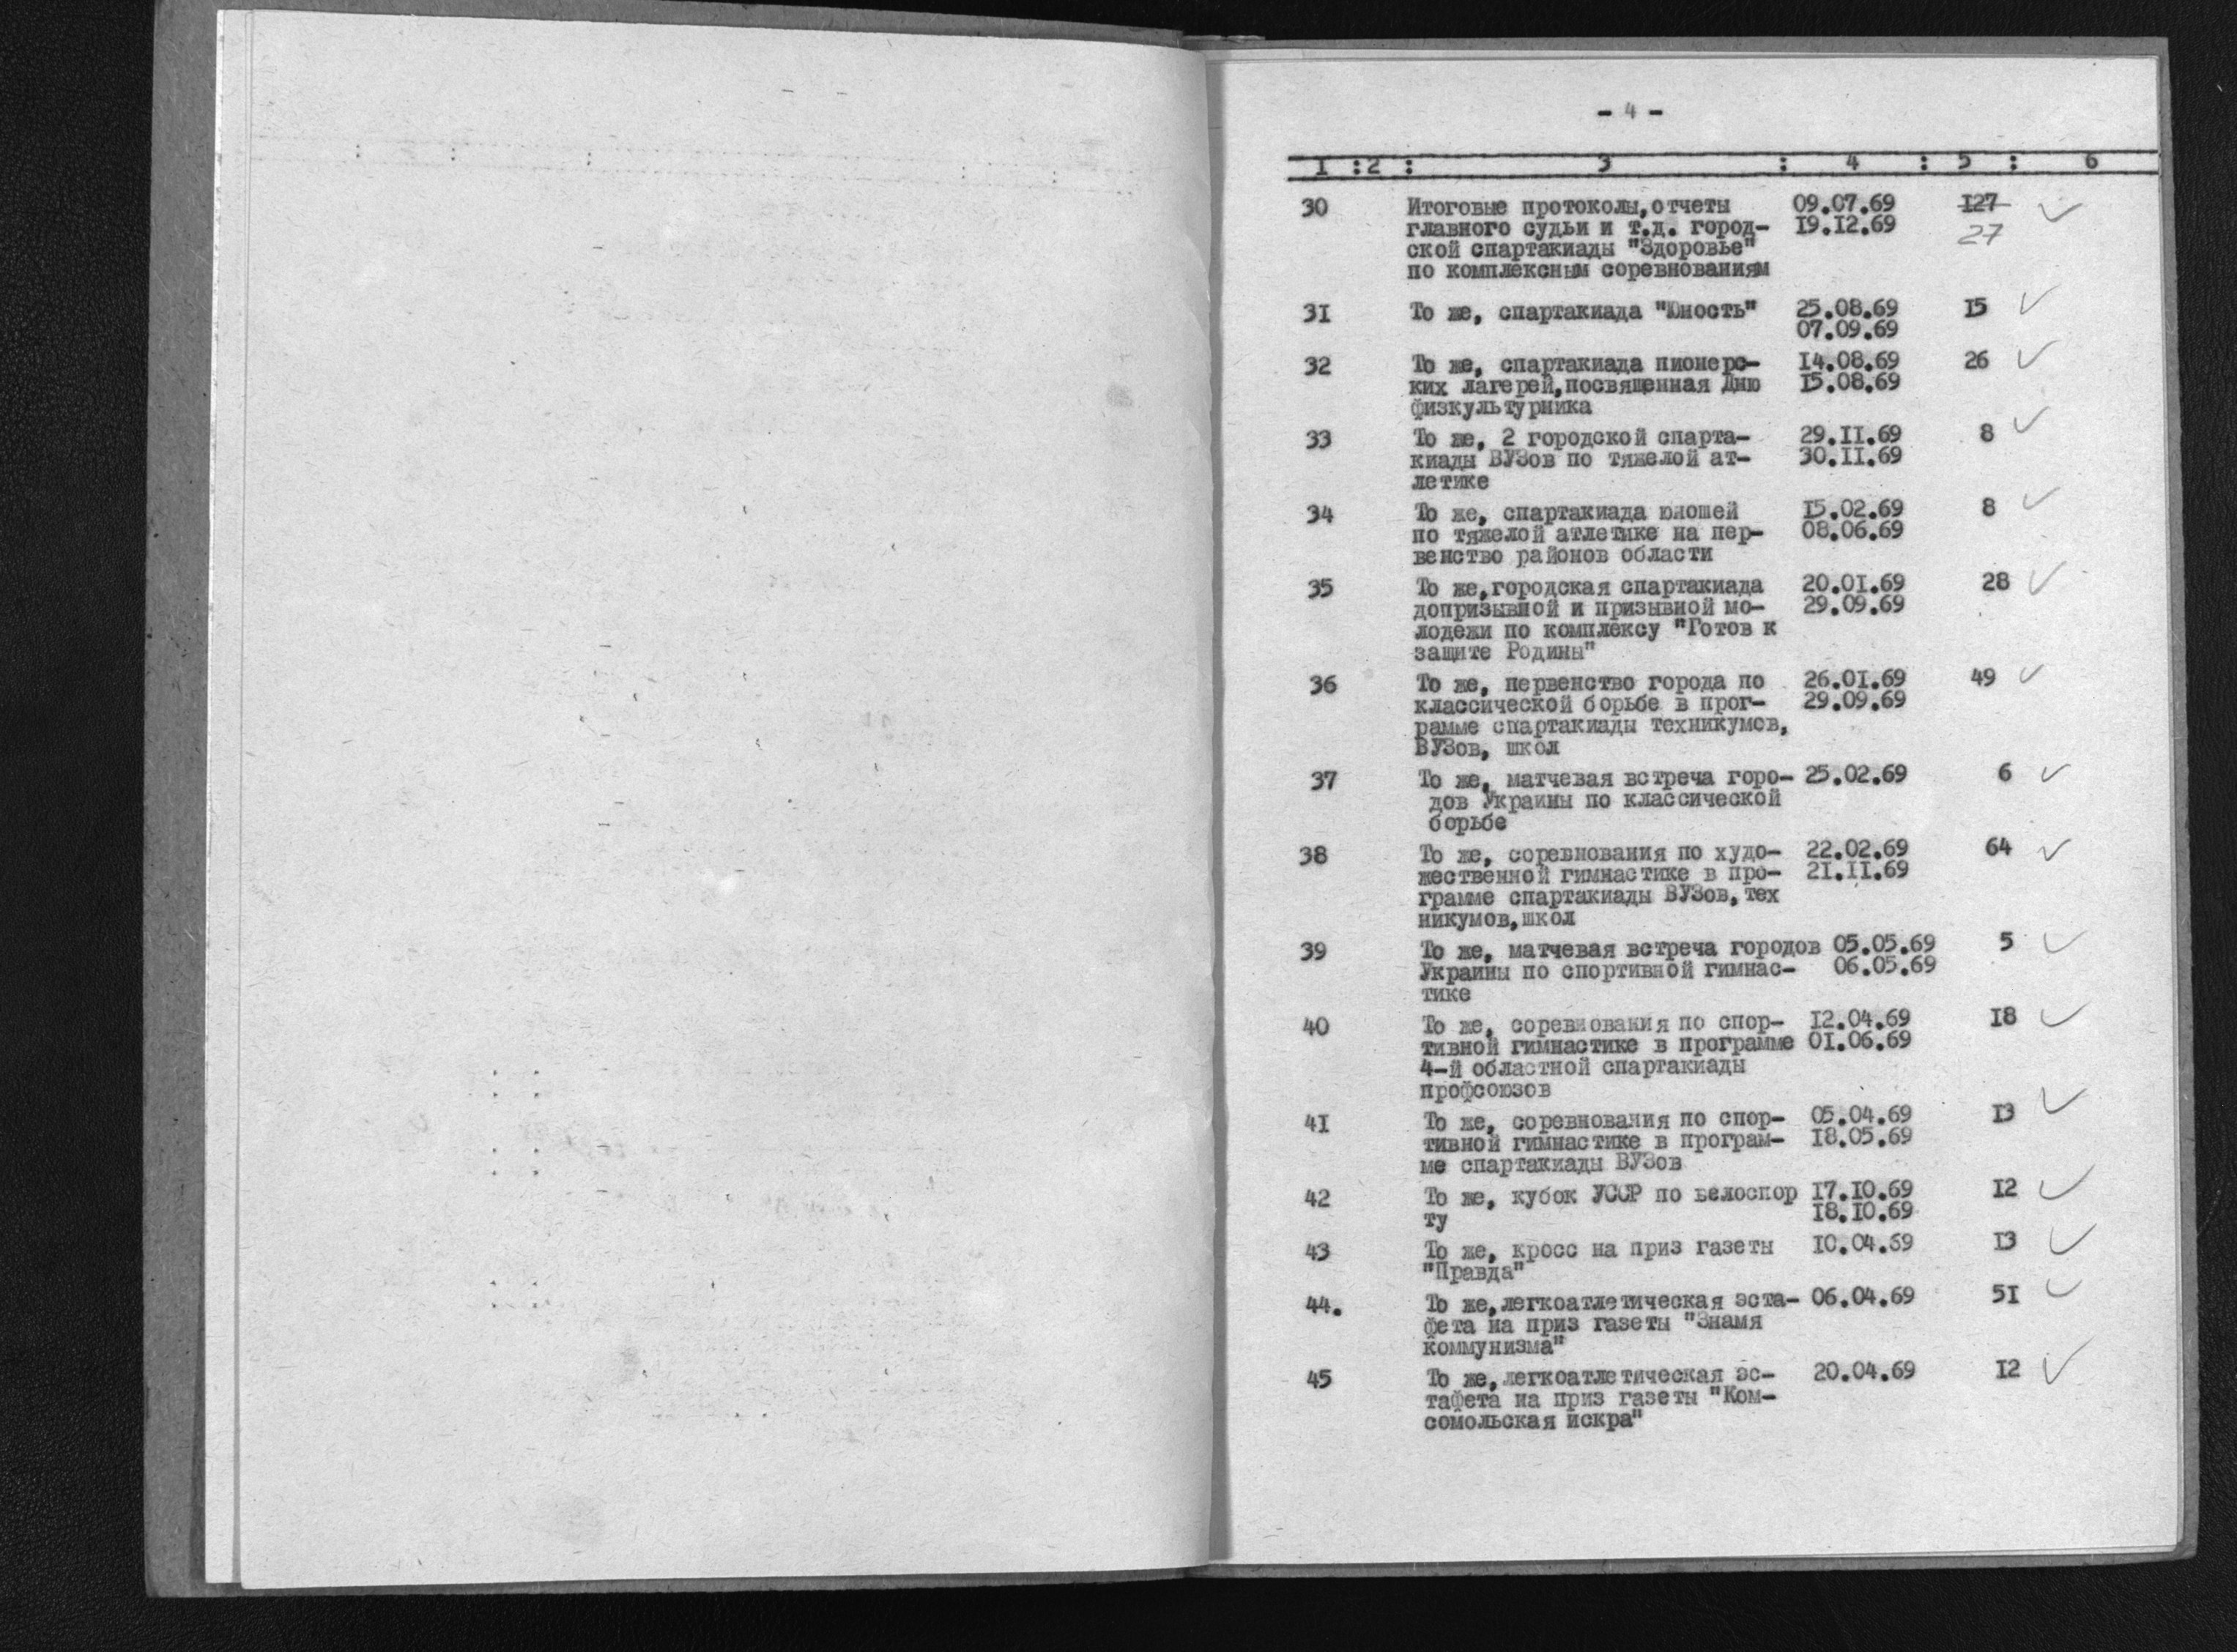 - 4 -
1 :2 : 3 : 4 : 5 : 6
30 Итоговые протоколы,отчеты 09.07.69 127
главного судьи и т.д. город- 19.12.69 27
ской спартакиады "Здоровье"
по комплексным соревнованиям
31 То же, спартакиада "Юность" 25.08.69 15
07.09.69
32 То же, спартакиада пионерс- 14.08.69 26
ких лагерей,посвященная Дню 15.08.69
физкультурника
33 То же, 2 городской спарта- 29.11.69 8
киады ВУЗов по тяжелой ат- 30.11.69
летике
34 То же, спартакиада юношей 15.02.69 8
по тяжелой атлетике на пер- 08.06.69
венство районов области
35 То же,городская спартакиада 20.01.69 28
допризывной и призывной мо- 29.09.69
лодежи по комплексу "Готов к
защите Родины"
36 То же, первенство города по 26.01.69 49
классической борьбе в прог- 29.09.69
рамме спартакиады техникумов,
ВУЗов, школ
37 То же, матчевая встреча горо- 25.02.69 6
дов Украины по классической
борьбе
38 То же, соревнования по худо- 22.02.69 64
жественной гимнастике в про- 21.11.69
грамме спартакиады ВУЗов,тех
никумов,школ
39 То же, матчевая встреча городов 05.05.69 5
Украины по спортивной гимнас- 06.05.69
тике
40 То же, соревнования по спор- 12.04.69 18
тивной гимнастике в программе 01.06.69
4-й областной спартакиады
профсоюзов
41 То же, соревнования по спор- 05.04.69 13
тивной гимнастике в програм- 18.05.69
ме спартакиады ВУЗов
42 То же, кубок УССР по велоспор 17.10.69 12
ту 18.10.69
43 То же, кросс на приз газеты 10.04.69 13
"Правда"
44. То же,легкоатлетическая эста- 06.04.69 51
фета на приз газеты "Знамя
коммунизма"
45 То же,легкоатлетическая эс- 20.04.69 12
тафета на приз газеты "Ком-
сомольская искра"